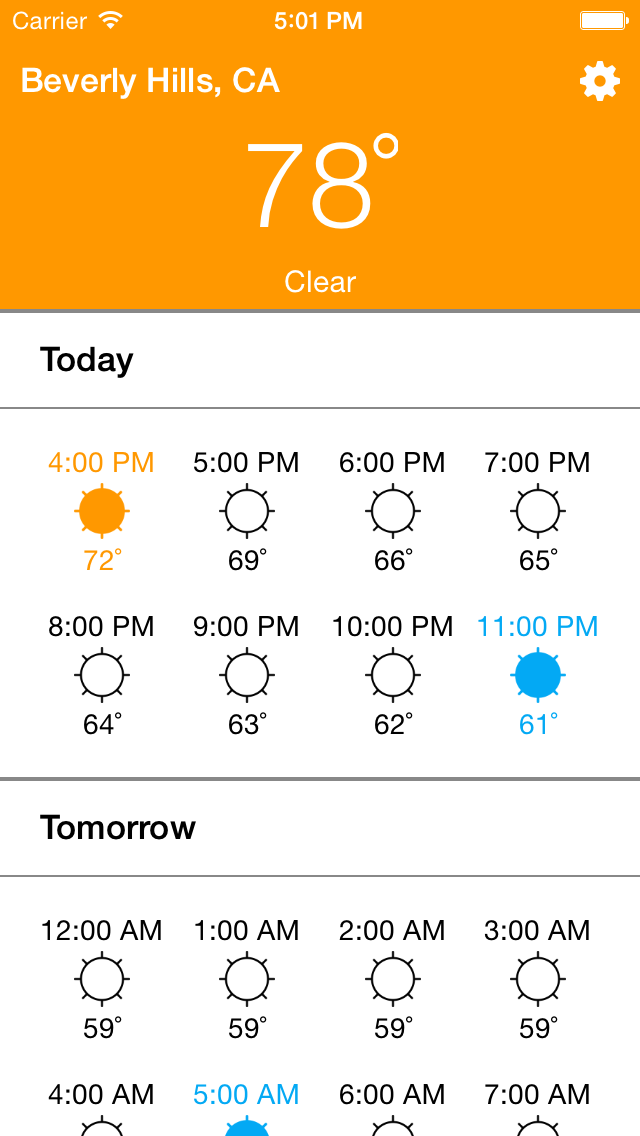 Carrier 5:01 PM
Beverly Hills, CA
78°
Clear
Today
4:00 PM 5:00 PM 6:00 PM 7:00 PM
72° 69° 66° 65°
8:00 PM 9:00 PM 10:00 PM 11:00 PM
64° 63° 62° 61°
Tomorrow
12:00 AM 1:00 AM 2:00 AM 3:00 AM
59° 59° 59° 59°
4:00 AM 5:00 AM 6:00 AM 7:00 AM